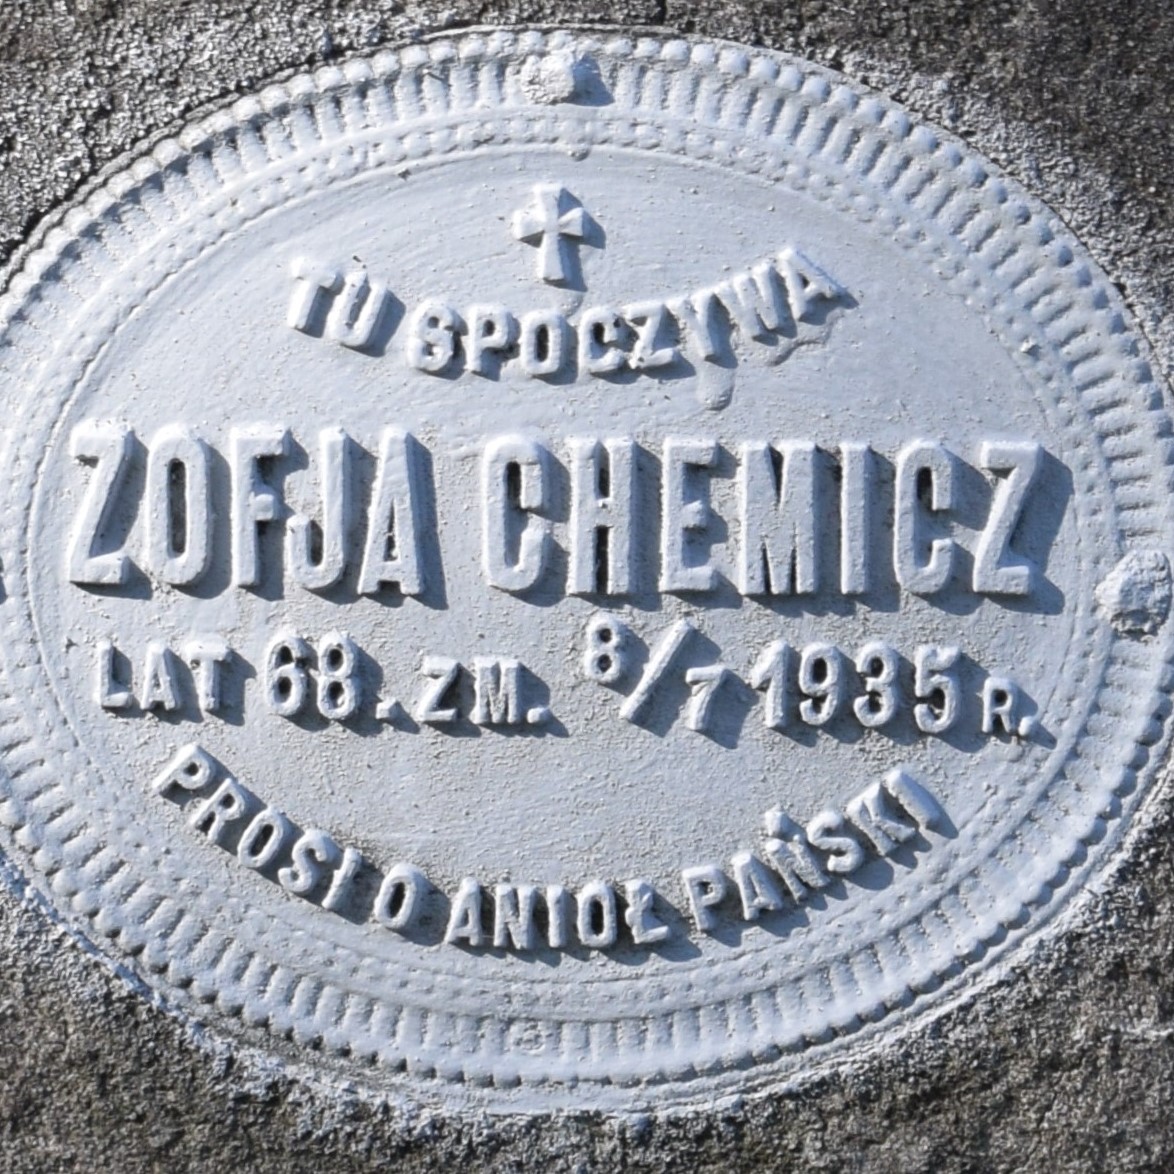 TU SPOCZYWA
ZOFJA CHEMICZ
LAT 68. ZM. 8/7 1935 R.
PROSI O ANIOŁ PAŃSKI